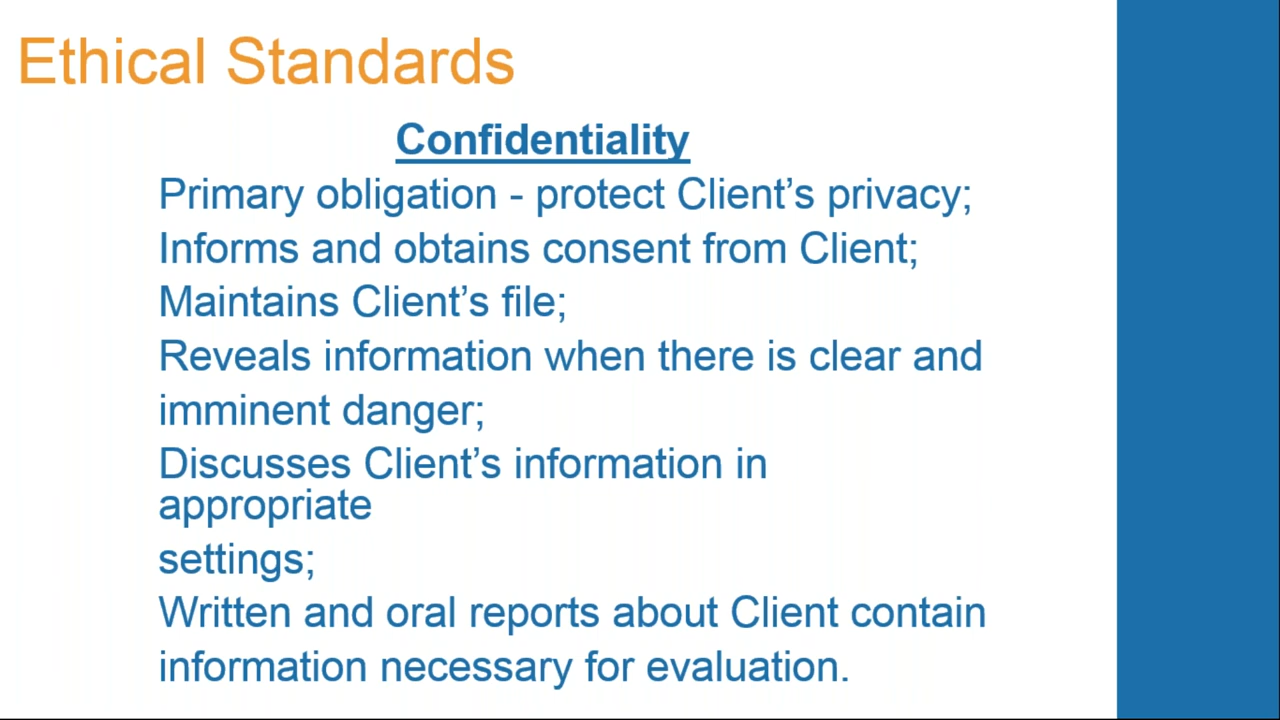 Ethical Standards
Confidentiality
Primary obligation - protect Client’s privacy;
Informs and obtains consent from Client;
Maintains Client’s file;
Reveals information when there is clear and
imminent danger;
Discusses Client’s information in
appropriate
settings;
Written and oral reports about Client contain
information necessary for evaluation.